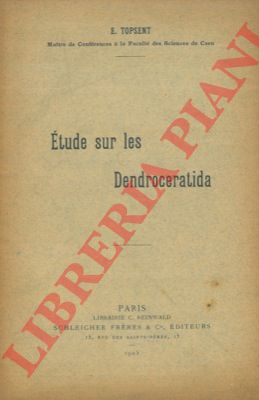 E. TOPSENT
Maître de Conférences à la Faculté des Sciences de Caen
Étude sur les
Dendroceratida
LIBRERIA PIANI
PARIS
LIBRAIRIE C. REINWALD
SCHLEICHER FRÈRES & Cie, ÉDITEURS
15, RUE DES SAINTS-PÈRES, 15